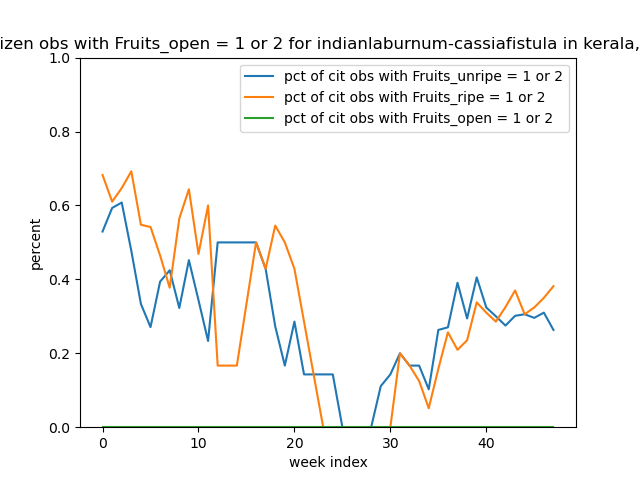 izen obs with Fruits_open = 1 or 2 for indianlaburnum-cassiafistula in kerala,
pct of cit obs with Fruits_unripe = 1 or 2
pct of cit obs with Fruits_ripe = 1 or 2
pct of cit obs with Fruits_open = 1 or 2
percent
1.0
0.8
0.6
0.4
0.2
0.0
0 10 20 30 40
week index